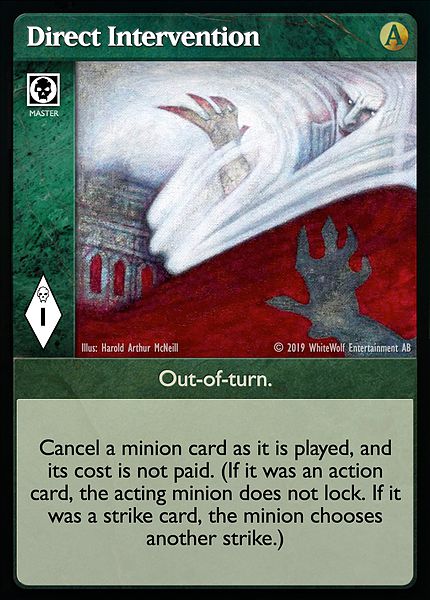 Direct Intervention
A
MASTER
1
Illus: Harold Arthur McNeill
© 2019 WhiteWolf Entertainment AB
Out-of-turn.
Cancel a minion card as it is played, and
its cost is not paid. (If it was an action
card, the acting minion does not lock. If it
was a strike card, the minion chooses
another strike.)